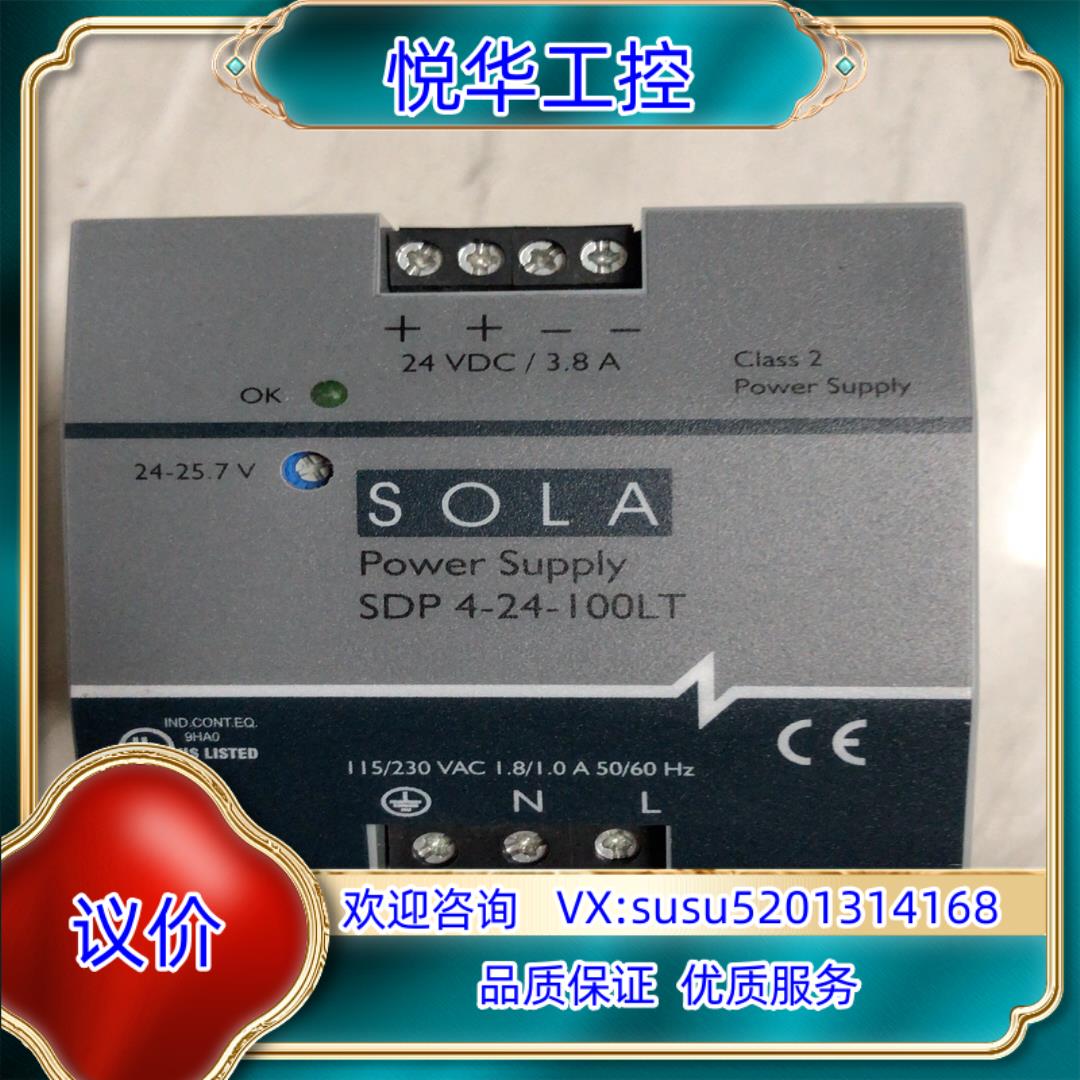 悦华工控
+ + − −
24 VDC / 3.8 A
Class 2
Power Supply
OK
24-25.7 V
SOLA
Power Supply
SDP 4-24-100LT
IND.CONT.EQ.
9HA0
US LISTED
CE
115/230 VAC 1.8/1.0 A 50/60 Hz
N L
议价
欢迎咨询 VX:susu5201314168
品质保证 优质服务